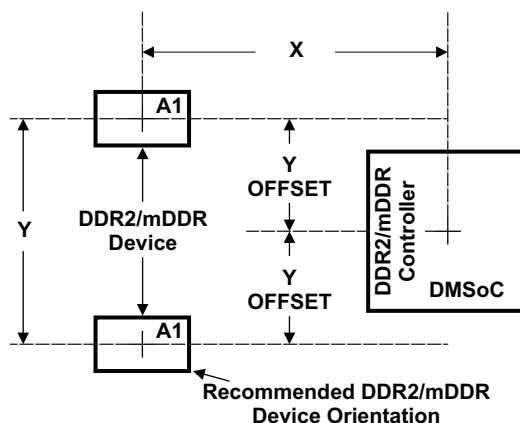 X
A1
Y
OFFSET
Y
DDR2/mDDR
Device
DDR2/mDDR
Controller
DMSoC
Y
OFFSET
A1
Recommended DDR2/mDDR
Device Orientation